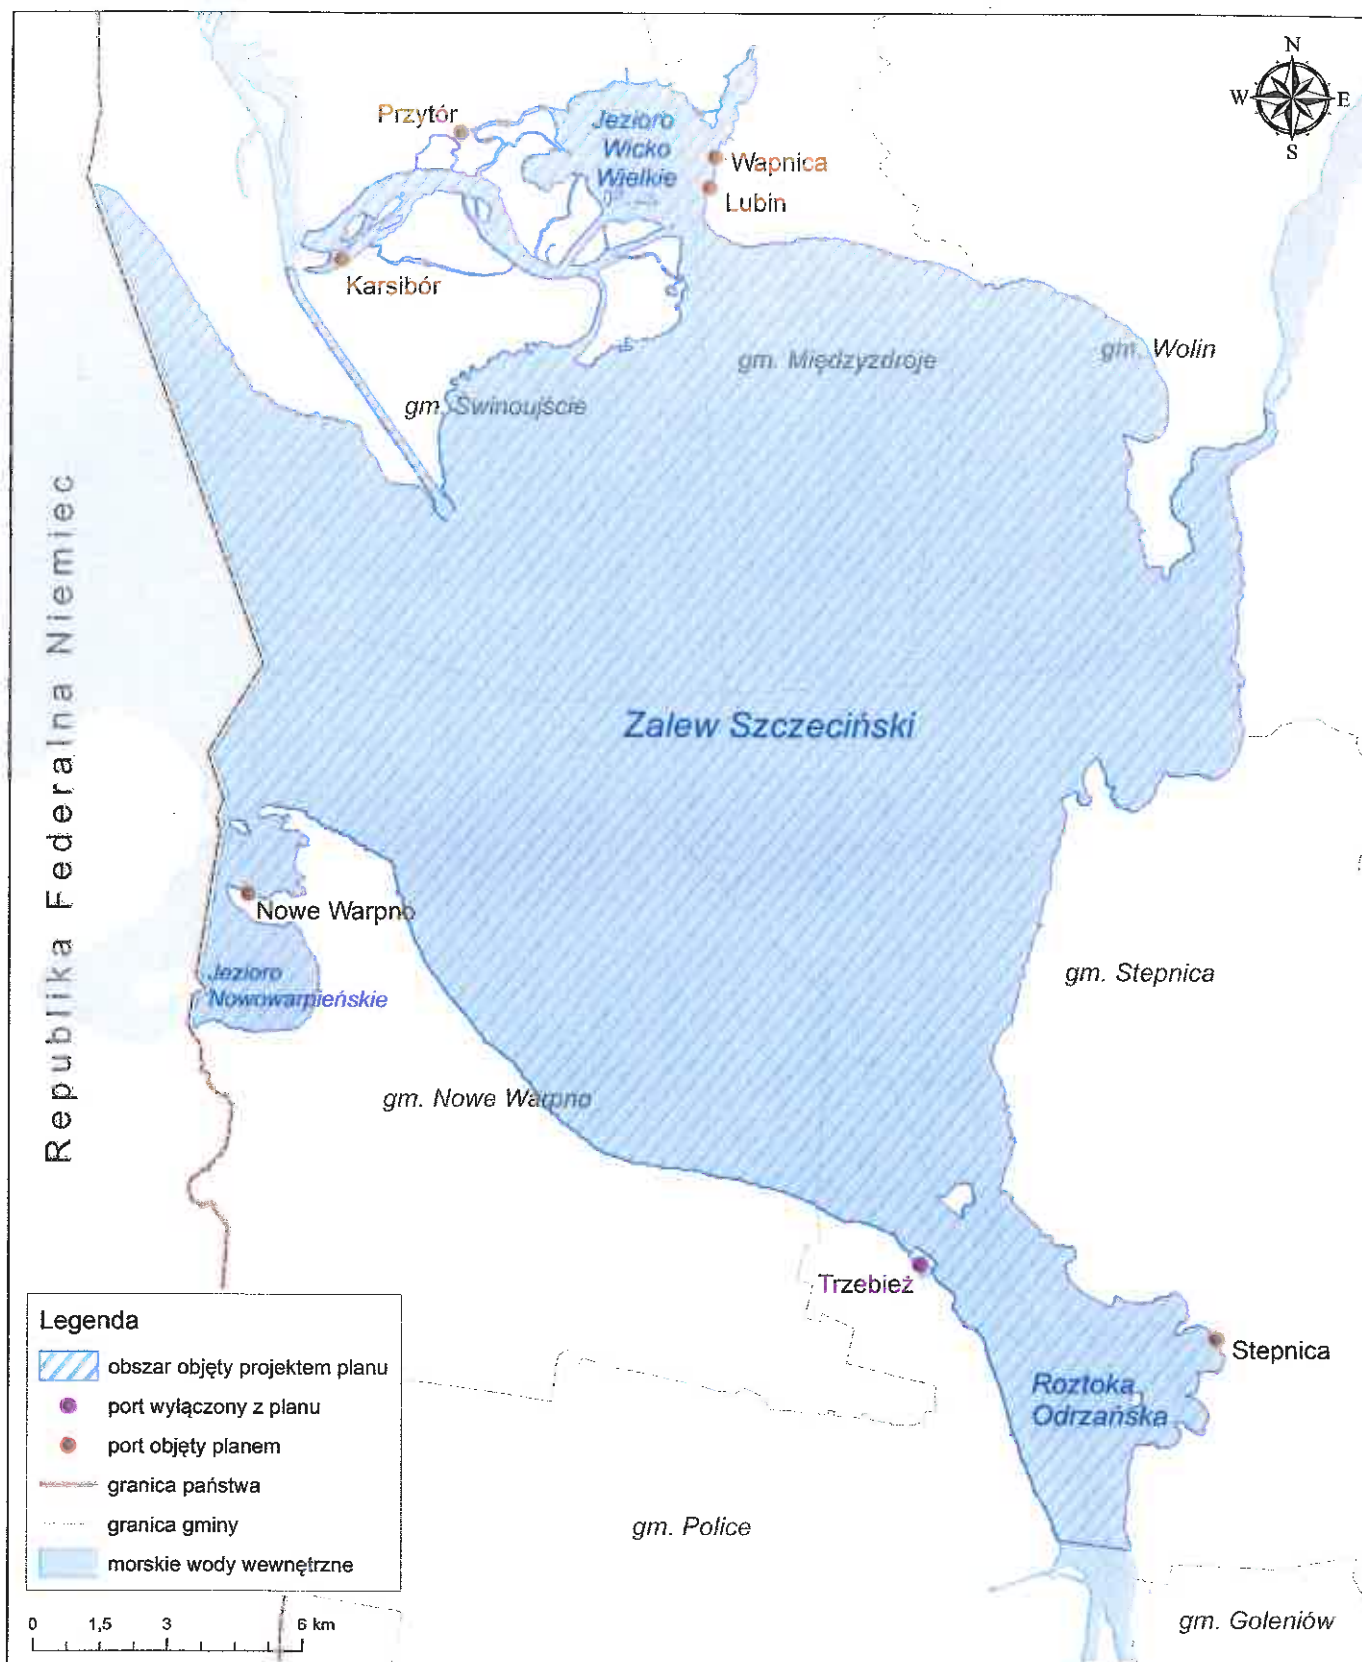 N
W
E
S
Przytór
Jezioro
Wicko
Wielkie
Wapnica
Lubin
Karsibór
gm. Międzyzdroje
gm. Wolin
gm. Świnoujście
Republika Federalna Niemiec
Zalew Szczeciński
Nowe Warpno
Jezioro
Nowowarpieńskie
gm. Stepnica
gm. Nowe Warpno
Trzebież
Stepnica
Roztoka
Odrzańska
gm. Police
gm. Goleniów
Legenda
obszar objęty projektem planu
port wyłączony z planu
port objęty planem
granica państwa
granica gminy
morskie wody wewnętrzne
0 1,5 3 6 km